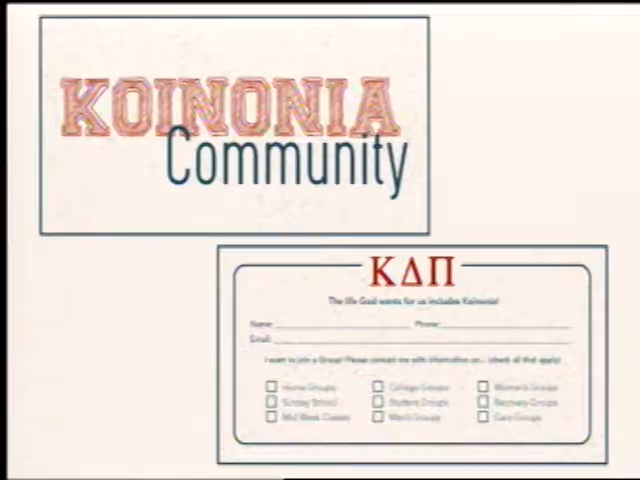 KOINONIA
Community
ΚΔΠ
The life God wants for us includes Koinonia!
Name: Phone:
Email:
I want to join a Group! Please contact me with information on... (check all that apply)
Home Groups College Groups Women's Groups
Sunday School Student Groups Recovery Groups
Mid Week Classes Men's Groups Care Groups